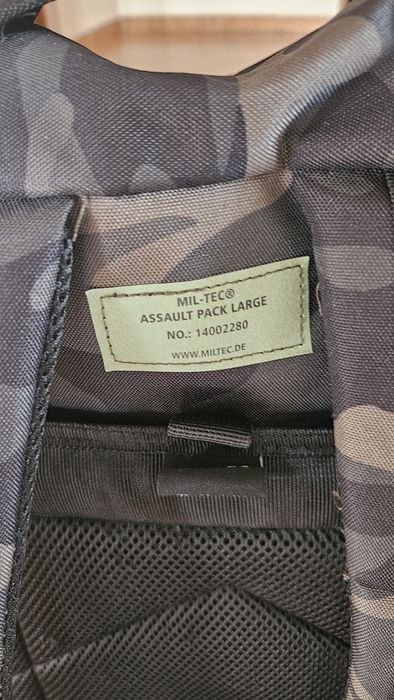 MIL-TEC®
ASSAULT PACK LARGE
NO.: 14002280
WWW.MILTEC.DE